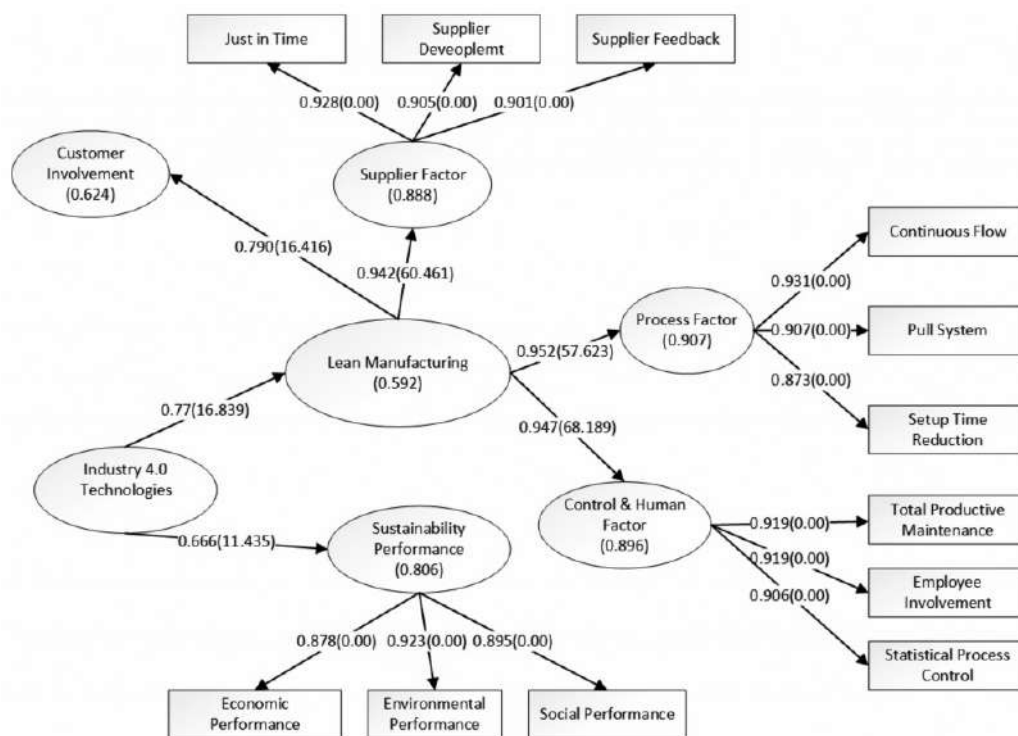 Just in Time
Supplier
Deveoplemt
Supplier Feedback
0.928(0.00)
0.905(0.00)
0.901(0.00)
Customer
Involvement
(0.624)
Supplier Factor
(0.888)
0.790(16.416)
0.942(60.461)
Continuous Flow
0.931(0.00)
Process Factor
(0.907)
0.907(0.00)
Pull System
Lean Manufacturing
(0.592)
0.952(57.623)
0.873(0.00)
0.77(16.839)
0.947(68.189)
Setup Time
Reduction
Industry 4.0
Technologies
Sustainability
Performance
(0.806)
0.666(11.435)
Control & Human
Factor
(0.896)
0.919(0.00)
Total Productive
Maintenance
0.919(0.00)
Employee
Involvement
0.906(0.00)
0.878(0.00)
0.923(0.00)
0.895(0.00)
Statistical Process
Control
Economic
Performance
Environmental
Performance
Social Performance